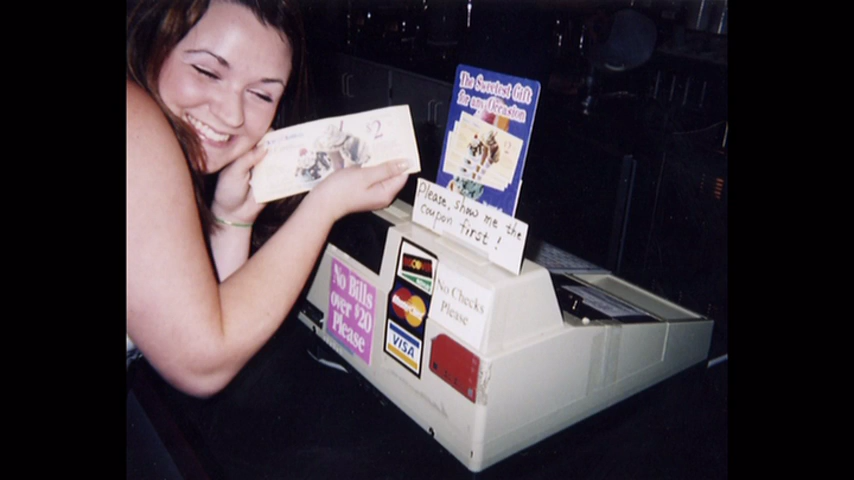 $2
The Sweetest Gift
for any Occasion
Please, show me the
coupon first!
No Bills
over $20
Please
MasterCard
VISA
No Checks
Please